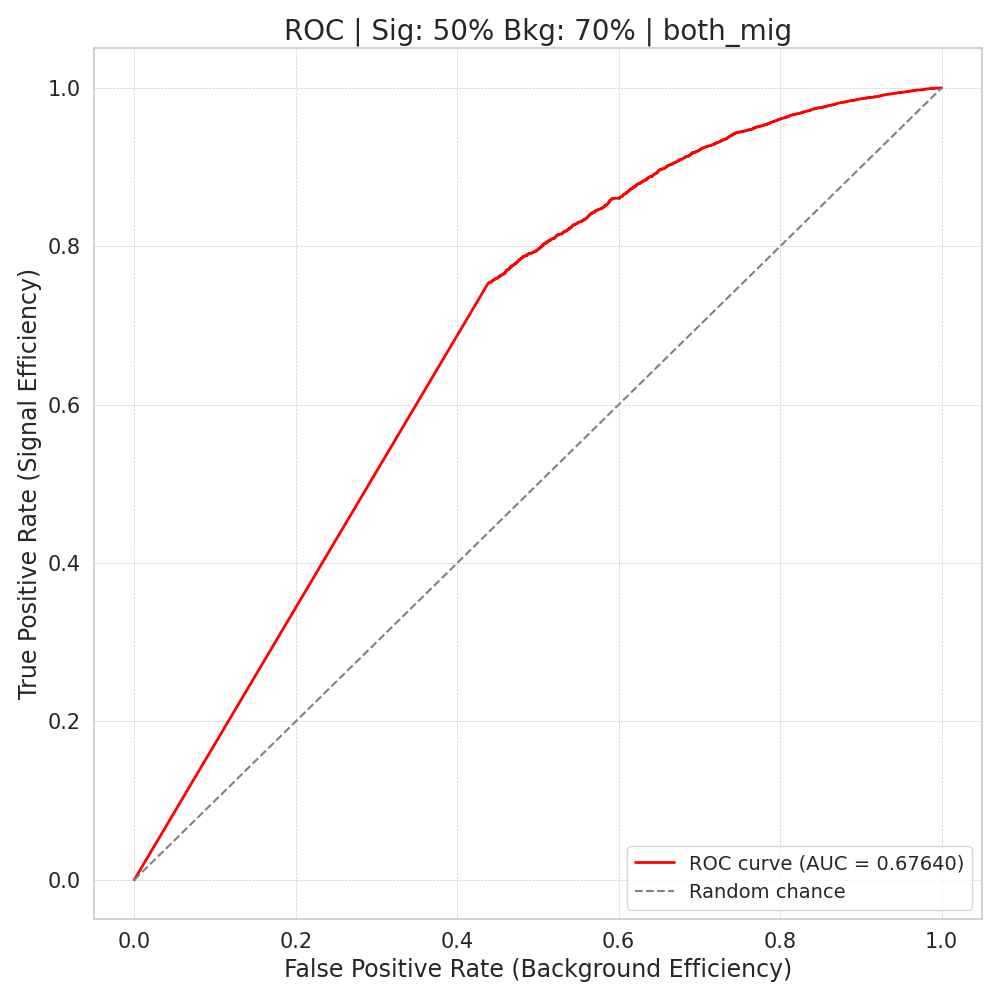 ROC | Sig: 50% Bkg: 70% | both_mig
True Positive Rate (Signal Efficiency)
1.0
0.8
0.6
0.4
0.2
0.0
ROC curve (AUC = 0.67640)
Random chance
0.0 0.2 0.4 0.6 0.8 1.0
False Positive Rate (Background Efficiency)